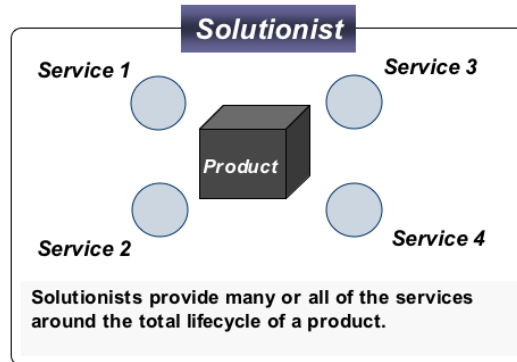 Solutionist
Service 1
Service 3
Product
Service 2
Service 4
Solutionists provide many or all of the services
around the total lifecycle of a product.